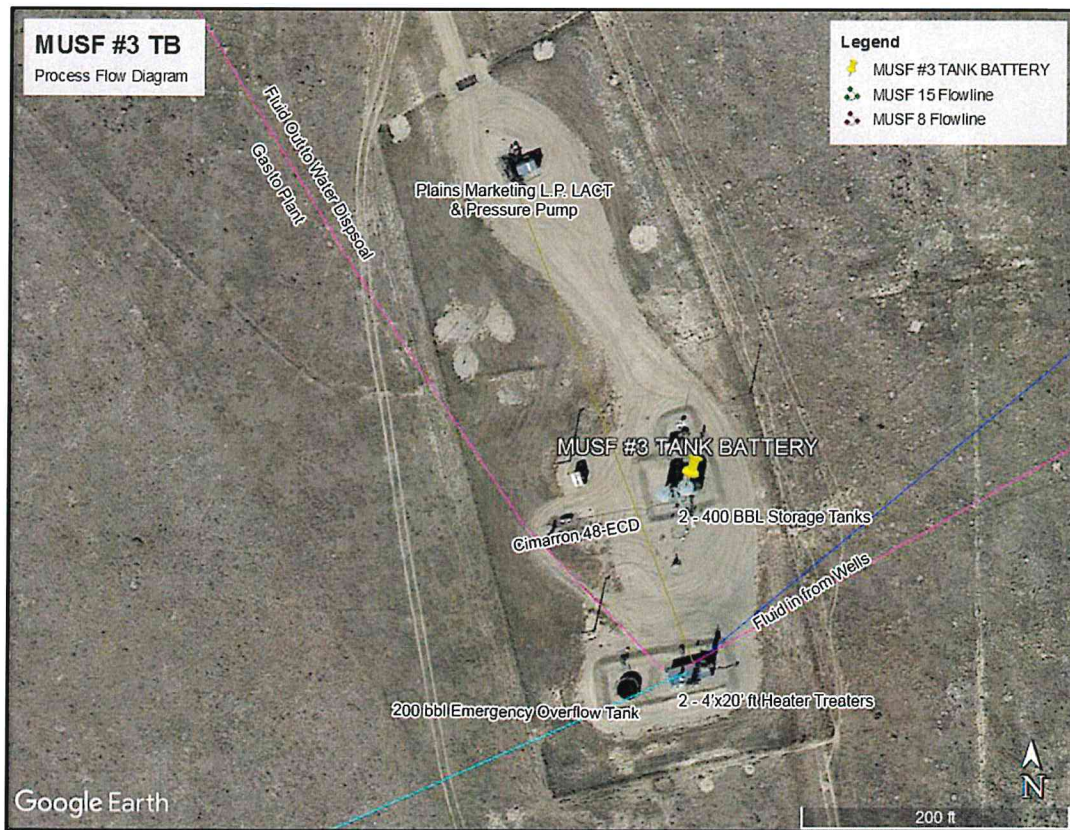 MUSF #3 TB
Process Flow Diagram
Legend
MUSF #3 TANK BATTERY
MUSF 15 Flowline
MUSF 8 Flowline
Fluid Out to Water Dispsoal
Gas to Plant
Plains Marketing L.P. LACT
& Pressure Pump
MUSF #3 TANK BATTERY
2 - 400 BBL Storage Tanks
Cimarron 48-ECD
Fluid in from Wells
200 bbl Emergency Overflow Tank
2 - 4'x20' ft Heater Treaters
Google Earth
N
200 ft